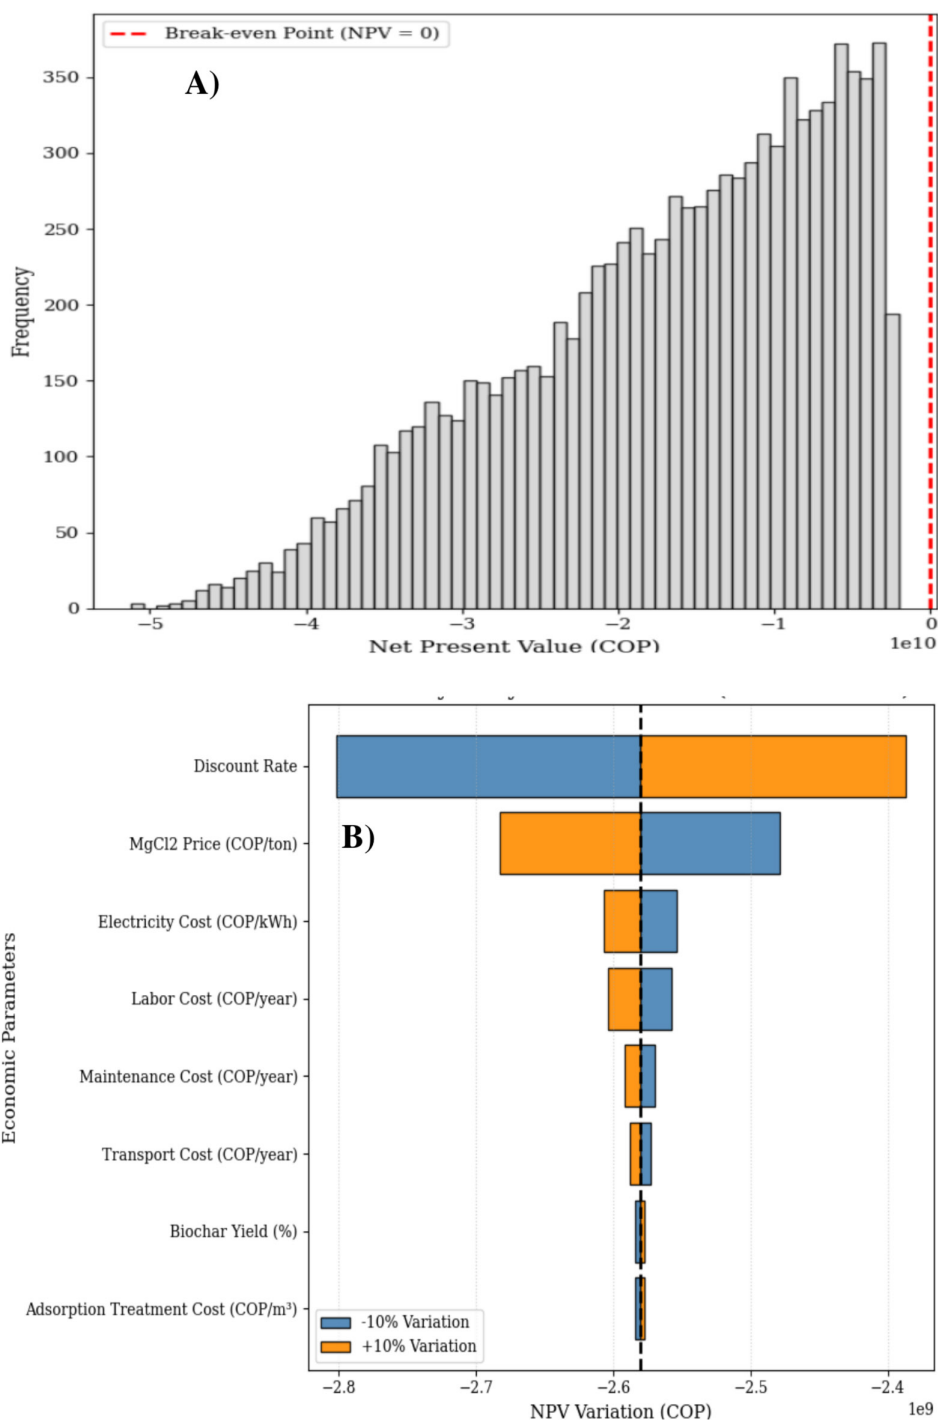 Break-even Point (NPV = 0)
A)
Frequency
350
300
250
200
150
100
50
0
−5
−4
−3
−2
−1
0
1e10
Net Present Value (COP)
B)
Economic Parameters
Discount Rate
MgCl2 Price (COP/ton)
Electricity Cost (COP/kWh)
Labor Cost (COP/year)
Maintenance Cost (COP/year)
Transport Cost (COP/year)
Biochar Yield (%)
Adsorption Treatment Cost (COP/m³)
-10% Variation
+10% Variation
−2.8
−2.7
−2.6
−2.5
−2.4
1e9
NPV Variation (COP)